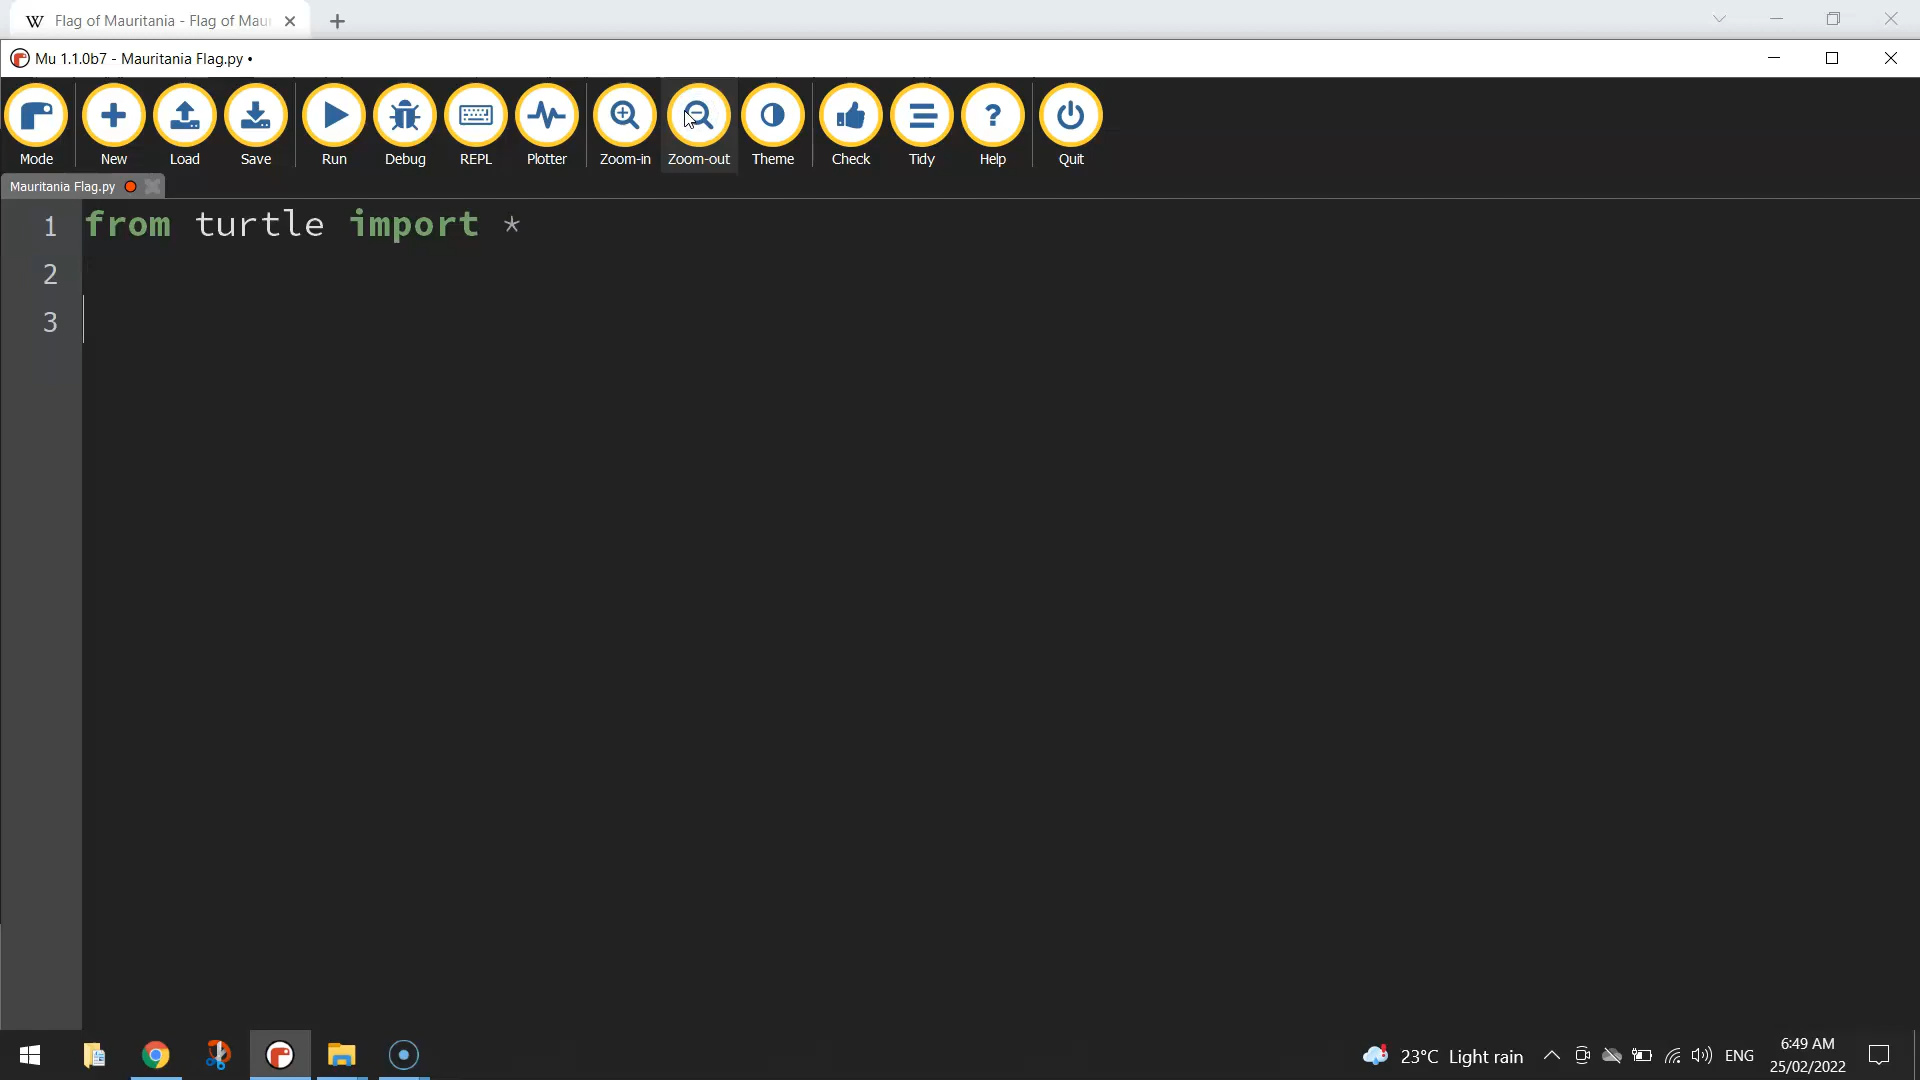 Flag of Mauritania - Flag of Mau
Mu 1.1.0b7 - Mauritania Flag.py •
Mode New Load Save Run Debug REPL Plotter Zoom-in Zoom-out Theme Check Tidy Help Quit
Mauritania Flag.py
1 from turtle import *
2
3
23°C Light rain ENG 6:49 AM
25/02/2022